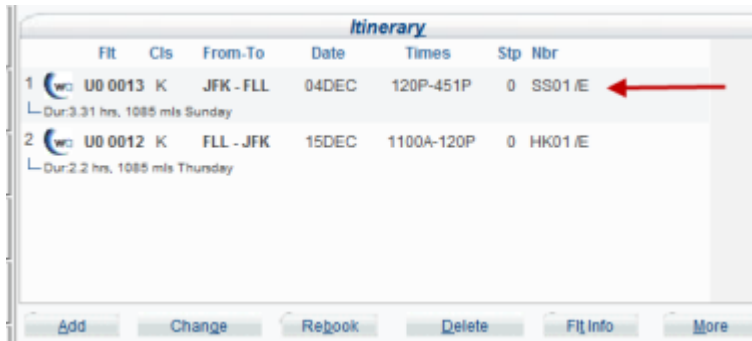 Itinerary
Flt Cls From-To Date Times Stp Nbr
1 wa U0 0013 K JFK - FLL 04DEC 120P-451P 0 SS01 /E
Dur:3.31 hrs, 1085 mls Sunday
2 wa U0 0012 K FLL - JFK 15DEC 1100A-120P 0 HK01 /E
Dur:2.2 hrs, 1085 mls Thursday
Add Change Rebook Delete Flt Info More